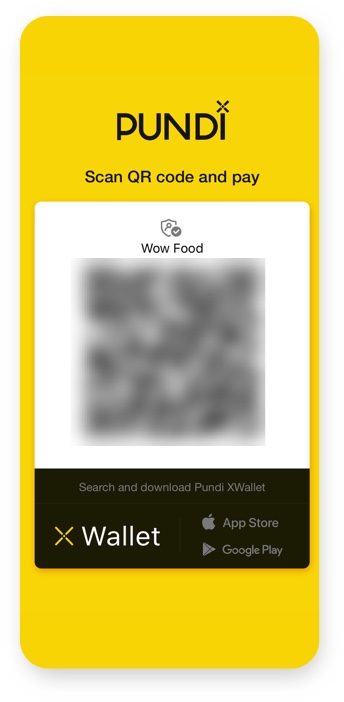 PUNDI
Scan QR code and pay
Wow Food
Search and download Pundi XWallet
Wallet
App Store
Google Play